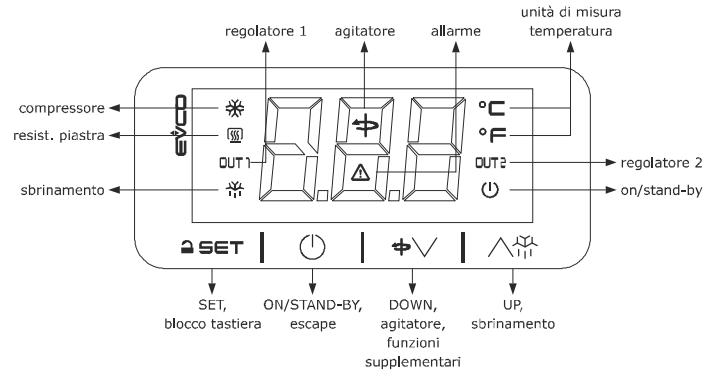 unità di misura
temperatura
regolatore 1
agitatore
allarme
compressore
resist. piastra
sbrinamento
EVCO
OUT 1
°C
°F
OUT 2
regolatore 2
on/stand-by
SET
SET,
blocco tastiera
ON/STAND-BY,
escape
DOWN,
agitatore,
funzioni
supplementari
UP,
sbrinamento